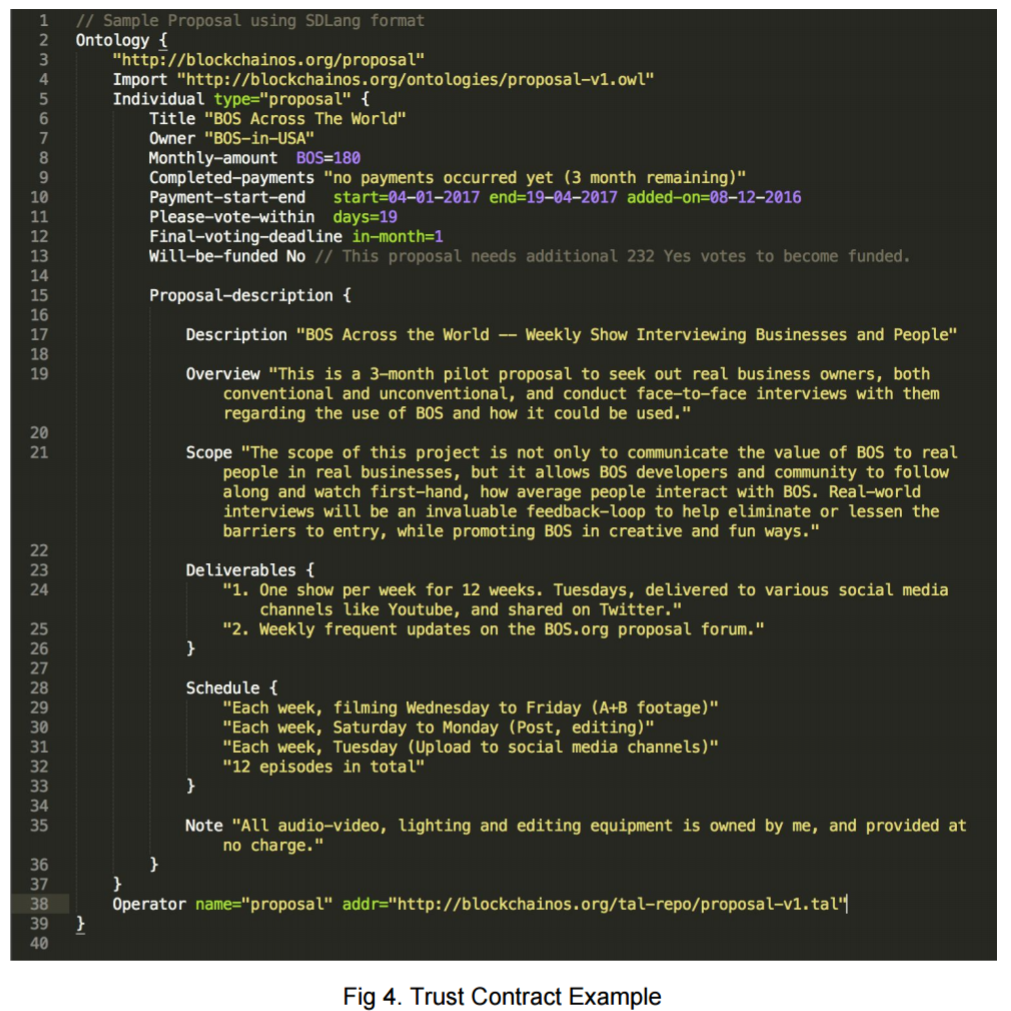 1 // Sample Proposal using SDLang format
2 Ontology {
3 "http://blockchainos.org/proposal"
4 Import "http://blockchainos.org/ontologies/proposal-v1.owl"
5 Individual type="proposal" {
6 Title "BOS Across The World"
7 Owner "BOS-in-USA"
8 Monthly-amount  BOS=180
9 Completed-payments "no payments occurred yet (3 month remaining)"
10 Payment-start-end   start=04-01-2017 end=19-04-2017 added-on=08-12-2016
11 Please-vote-within  days=19
12 Final-voting-deadline in-month=1
13 Will-be-funded No // This proposal needs additional 232 Yes votes to become funded.
14
15 Proposal-description {
16
17 Description "BOS Across the World -- Weekly Show Interviewing Businesses and People"
18
19 Overview "This is a 3-month pilot proposal to seek out real business owners, both
conventional and unconventional, and conduct face-to-face interviews with them
regarding the use of BOS and how it could be used."
20
21 Scope "The scope of this project is not only to communicate the value of BOS to real
people in real businesses, but it allows BOS developers and community to follow
along and watch first-hand, how average people interact with BOS. Real-world
interviews will be an invaluable feedback-loop to help eliminate or lessen the
barriers to entry, while promoting BOS in creative and fun ways."
22
23 Deliverables {
24 "1. One show per week for 12 weeks. Tuesdays, delivered to various social media
channels like Youtube, and shared on Twitter."
25 "2. Weekly frequent updates on the BOS.org proposal forum."
26 }
27
28 Schedule {
29 "Each week, filming Wednesday to Friday (A+B footage)"
30 "Each week, Saturday to Monday (Post, editing)"
31 "Each week, Tuesday (Upload to social media channels)"
32 "12 episodes in total"
33 }
34
35 Note "All audio-video, lighting and editing equipment is owned by me, and provided at
no charge."
36 }
37 }
38 Operator name="proposal" addr="http://blockchainos.org/tal-repo/proposal-v1.tal"
39 }
40
Fig 4. Trust Contract Example